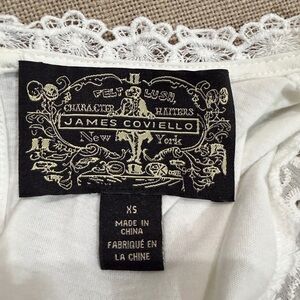 FELT & LUSH
CHARACTER HATTERS
JAMES COVIELLO
New York
XS
MADE IN
CHINA
FABRIQUÉ EN
LA CHINE